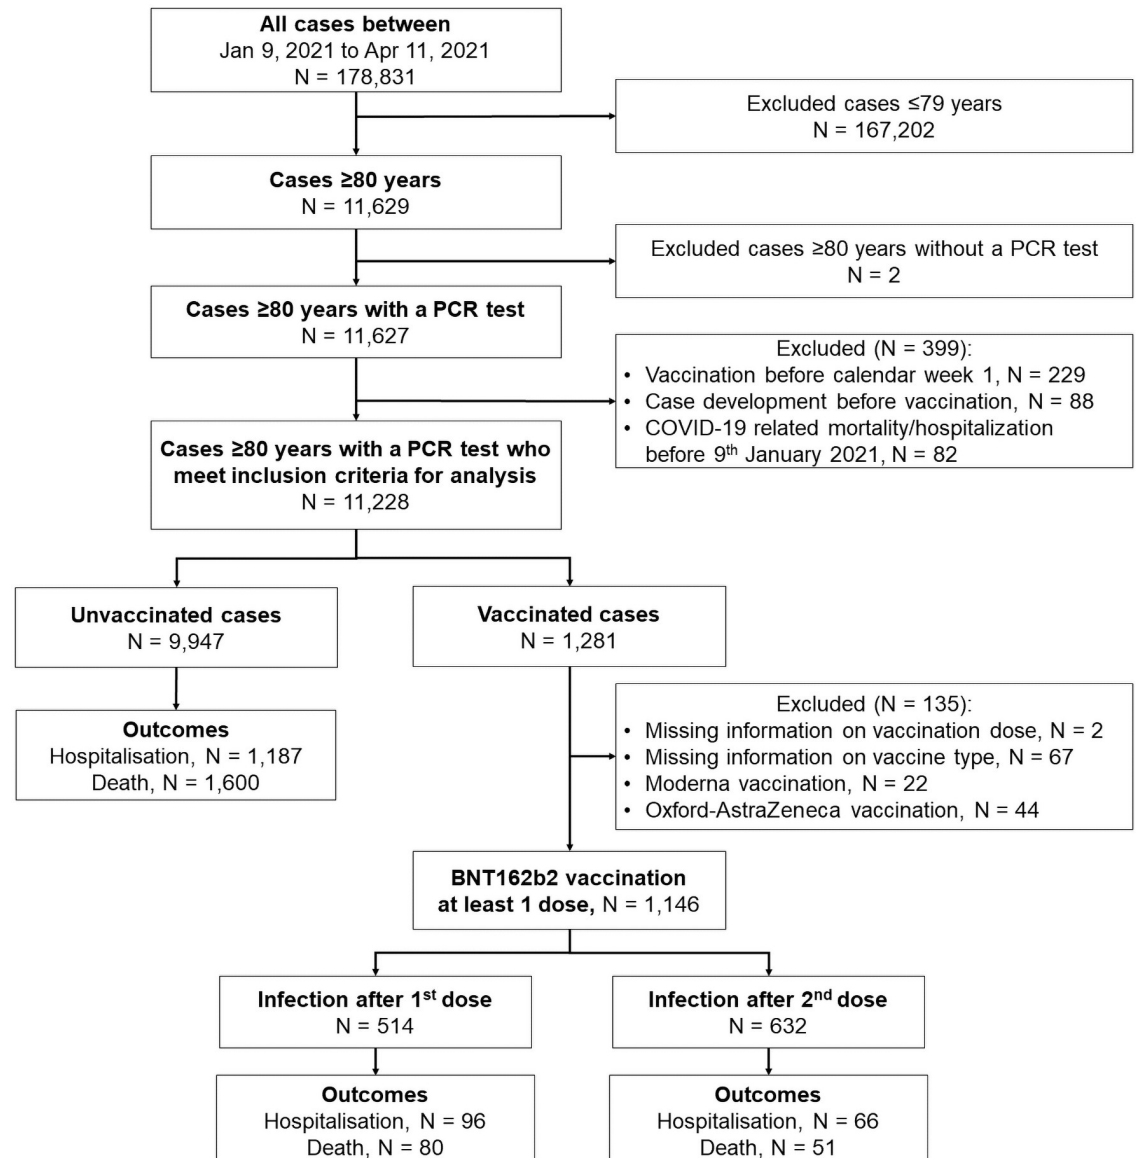 All cases between
Jan 9, 2021 to Apr 11, 2021
N = 178,831
Excluded cases ≤79 years
N = 167,202
Cases ≥80 years
N = 11,629
Excluded cases ≥80 years without a PCR test
N = 2
Cases ≥80 years with a PCR test
N = 11,627
Excluded (N = 399):
• Vaccination before calendar week 1, N = 229
• Case development before vaccination, N = 88
• COVID-19 related mortality/hospitalization
before 9th January 2021, N = 82
Cases ≥80 years with a PCR test who
meet inclusion criteria for analysis
N = 11,228
Unvaccinated cases
N = 9,947
Vaccinated cases
N = 1,281
Outcomes
Hospitalisation, N = 1,187
Death, N = 1,600
Excluded (N = 135):
• Missing information on vaccination dose, N = 2
• Missing information on vaccine type, N = 67
• Moderna vaccination, N = 22
• Oxford-AstraZeneca vaccination, N = 44
BNT162b2 vaccination
at least 1 dose, N = 1,146
Infection after 1st dose
N = 514
Infection after 2nd dose
N = 632
Outcomes
Hospitalisation, N = 96
Death, N = 80
Outcomes
Hospitalisation, N = 66
Death, N = 51